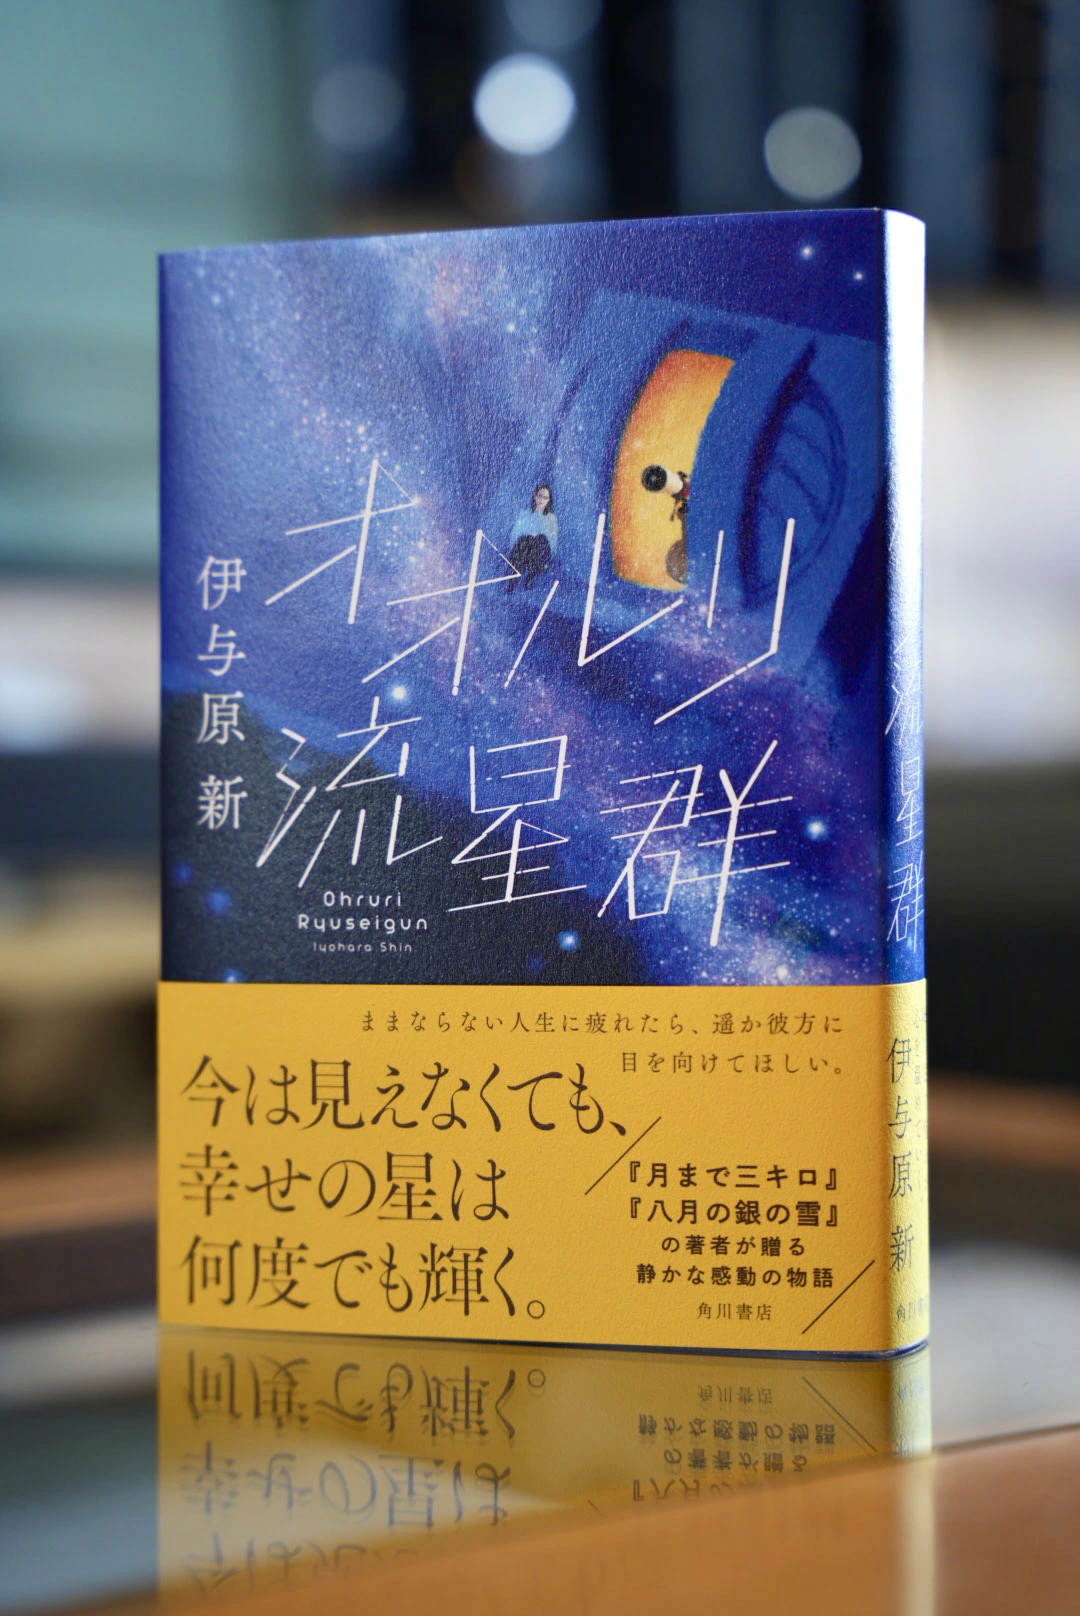 オオルリ
流星群
伊与原 新
Ohruri
Ryuseigun
Iyohara Shin
ままならない人生に疲れたら、遥か彼方に
目を向けてほしい。
今は見えなくても、
幸せの星は
何度でも輝く。
『月まで三キロ』
『八月の銀の雪』
の著者が贈る
静かな感動の物語
角川書店
流星群
伊与原 新